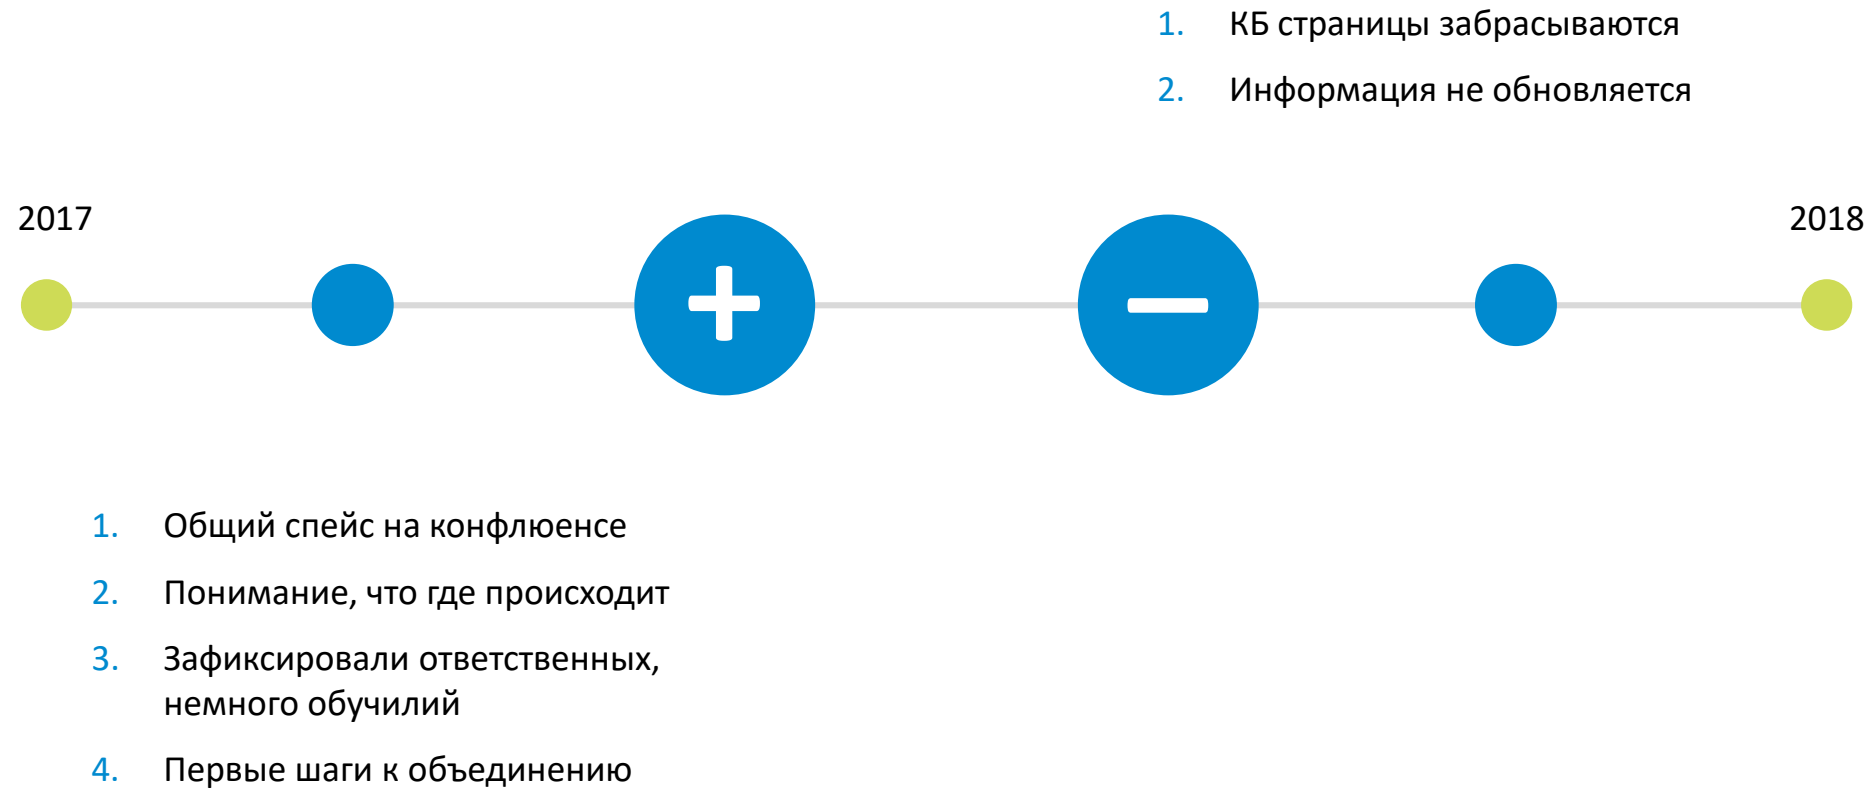 1. КБ страницы забрасываются
2. Информация не обновляется
2017
2018
+
–
1. Общий спейс на конфлюенсе
2. Понимание, что где происходит
3. Зафиксировали ответственных,
немного обучилий
4. Первые шаги к объединению